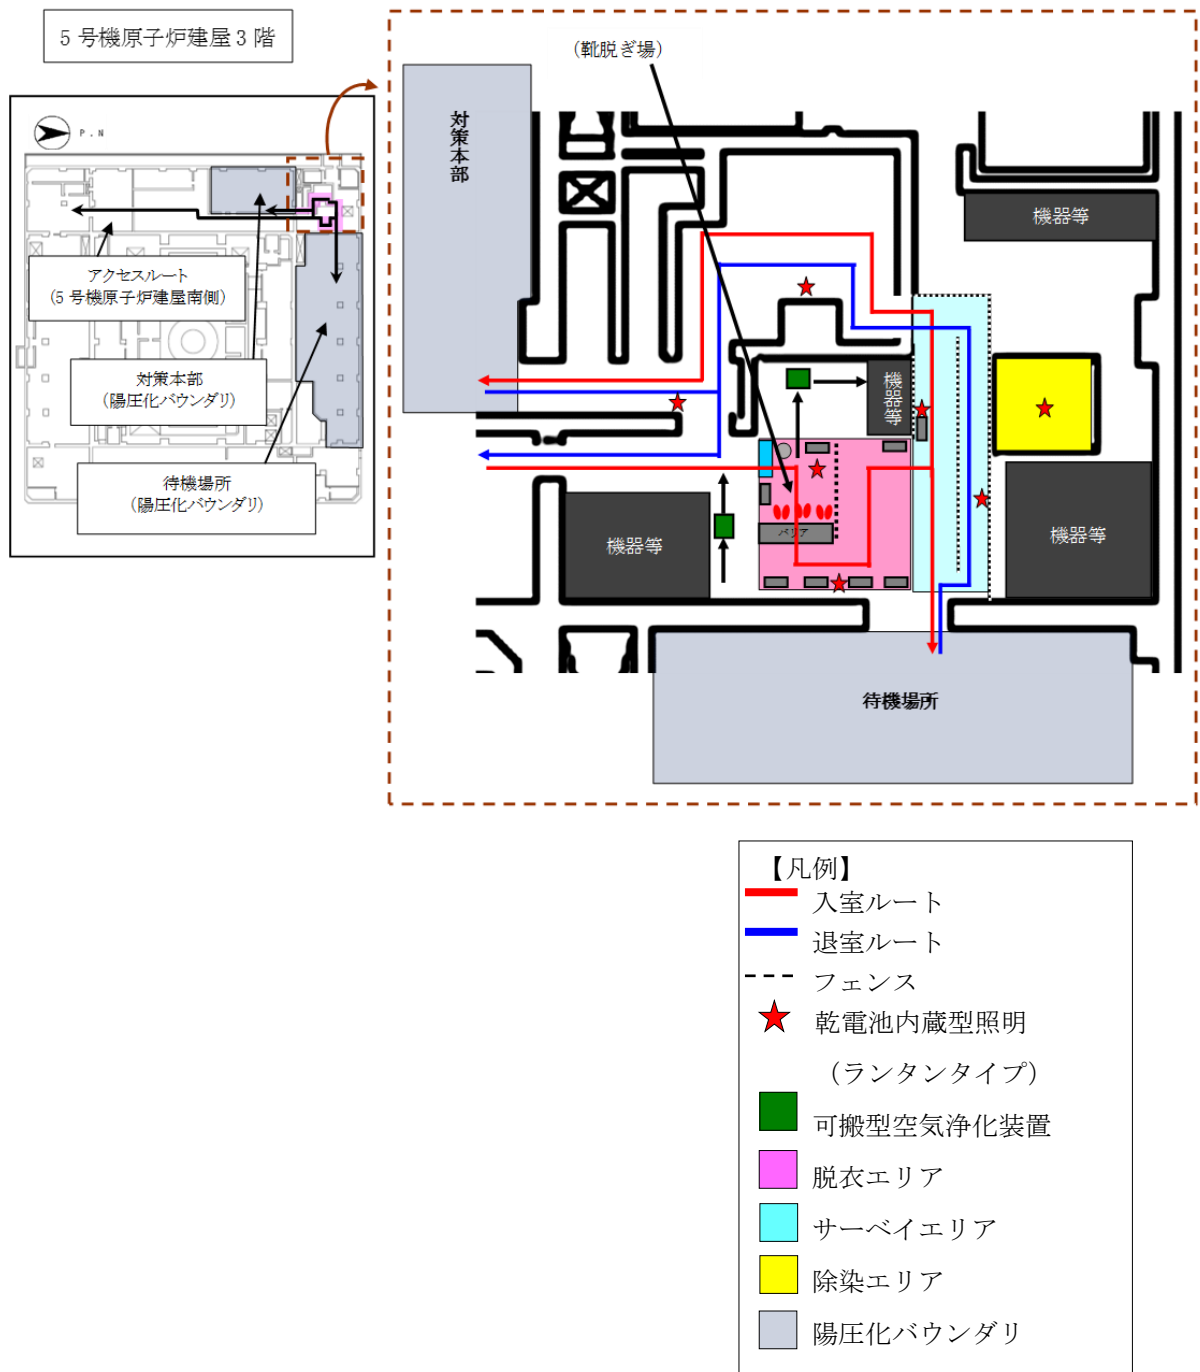 5 号機原子炉建屋 3 階
P.N
アクセスルート
(5 号機原子炉建屋南側)
対策本部
(陽圧化バウンダリ)
待機場所
(陽圧化バウンダリ)
(靴脱ぎ場)
対策本部
機器等
機器等
機器等
バリア
機器等
待機場所
【凡例】
入室ルート
退室ルート
フェンス
乾電池内蔵型照明
（ランタンタイプ）
可搬型空気浄化装置
脱衣エリア
サーベイエリア
除染エリア
陽圧化バウンダリ